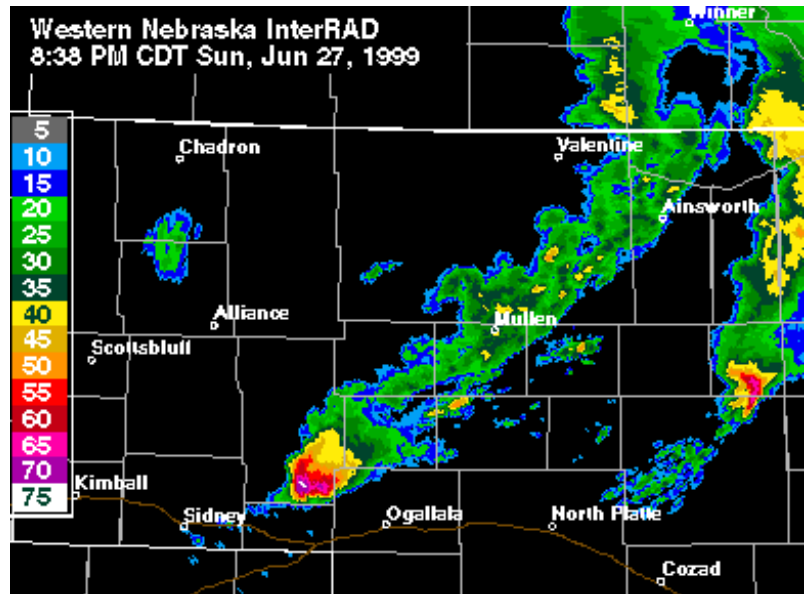 Western Nebraska InterRAD
8:38 PM CDT Sun, Jun 27, 1999
Winner
5
10
15
20
25
30
35
40
45
50
55
60
65
70
75
Chadron
Valentine
Ainsworth
Alliance
Mullen
Scottsbluff
Kimball
Sidney
Ogallala
North Platte
Cozad